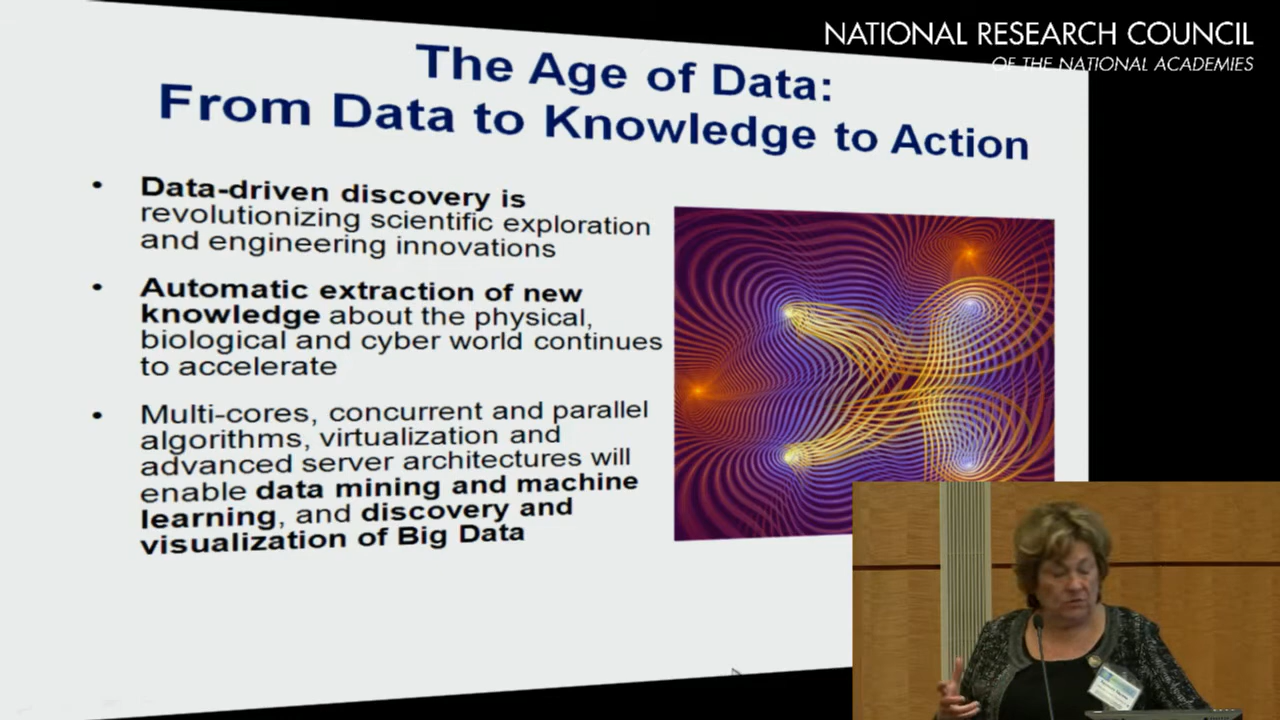 NATIONAL RESEARCH COUNCIL
OF THE NATIONAL ACADEMIES
The Age of Data:
From Data to Knowledge to Action
• Data-driven discovery is
revolutionizing scientific exploration
and engineering innovations
• Automatic extraction of new
knowledge about the physical,
biological and cyber world continues
to accelerate
• Multi-cores, concurrent and parallel
algorithms, virtualization and
advanced server architectures will
enable data mining and machine
learning, and discovery and
visualization of Big Data